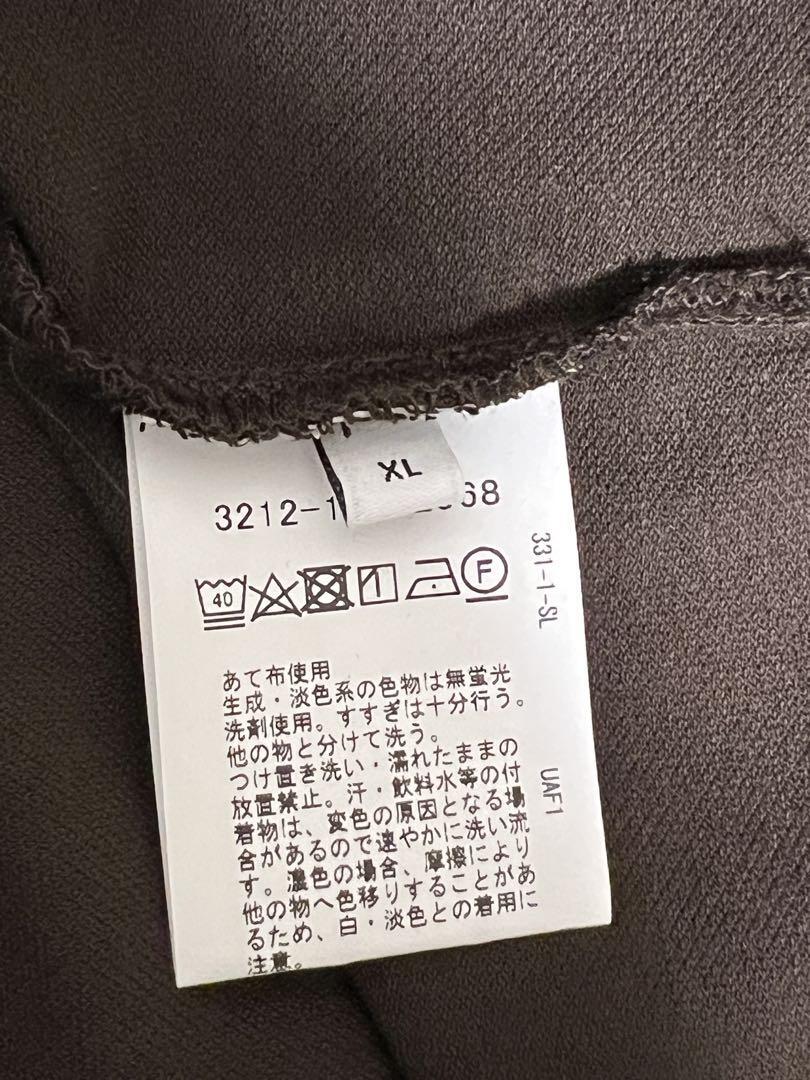 XL
3212-1 68
40 F
あて布使用
生成・淡色系の色物は無蛍光
洗剤使用。すすぎは十分行う。
他の物と分けて洗う。
つけ置き洗い・濡れたままの
放置禁止。汗・飲料水等の付
着物は、変色の原因となる場
合があるので速やかに洗い流
す。濃色の場合、摩擦により
他の物へ色移りすることがあ
るため、白・淡色との着用に
注意。
331-1-SL
UAF1